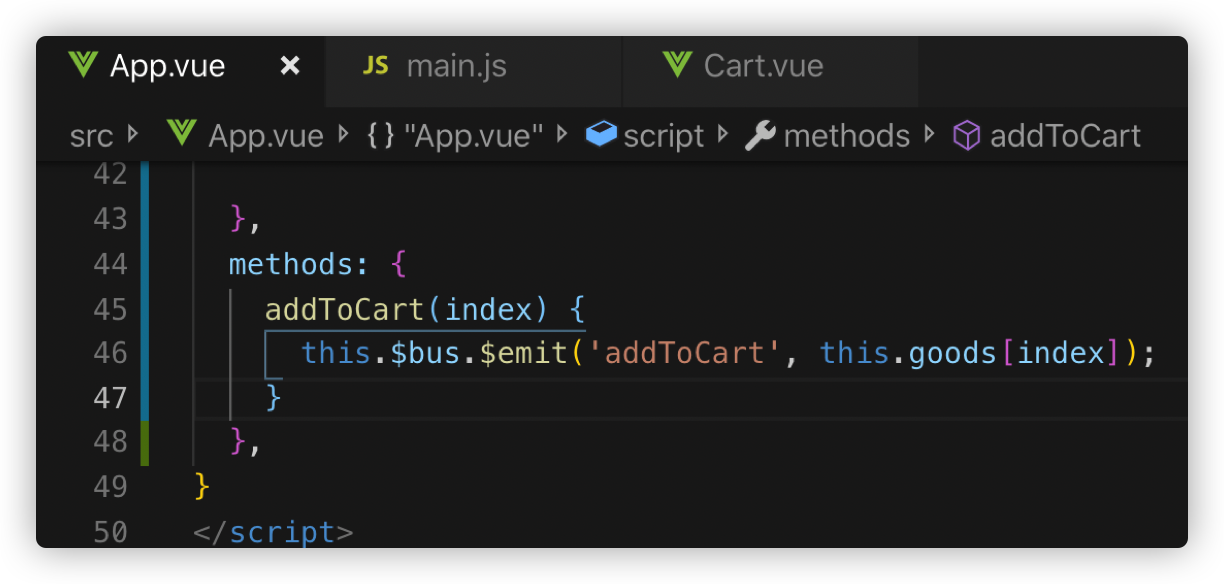 App.vue × JS main.js Cart.vue
src App.vue {} "App.vue" script methods addToCart
42
43 },
44 methods: {
45 addToCart(index) {
46 this.$bus.$emit('addToCart', this.goods[index]);
47 }
48 },
49 }
50 </script>